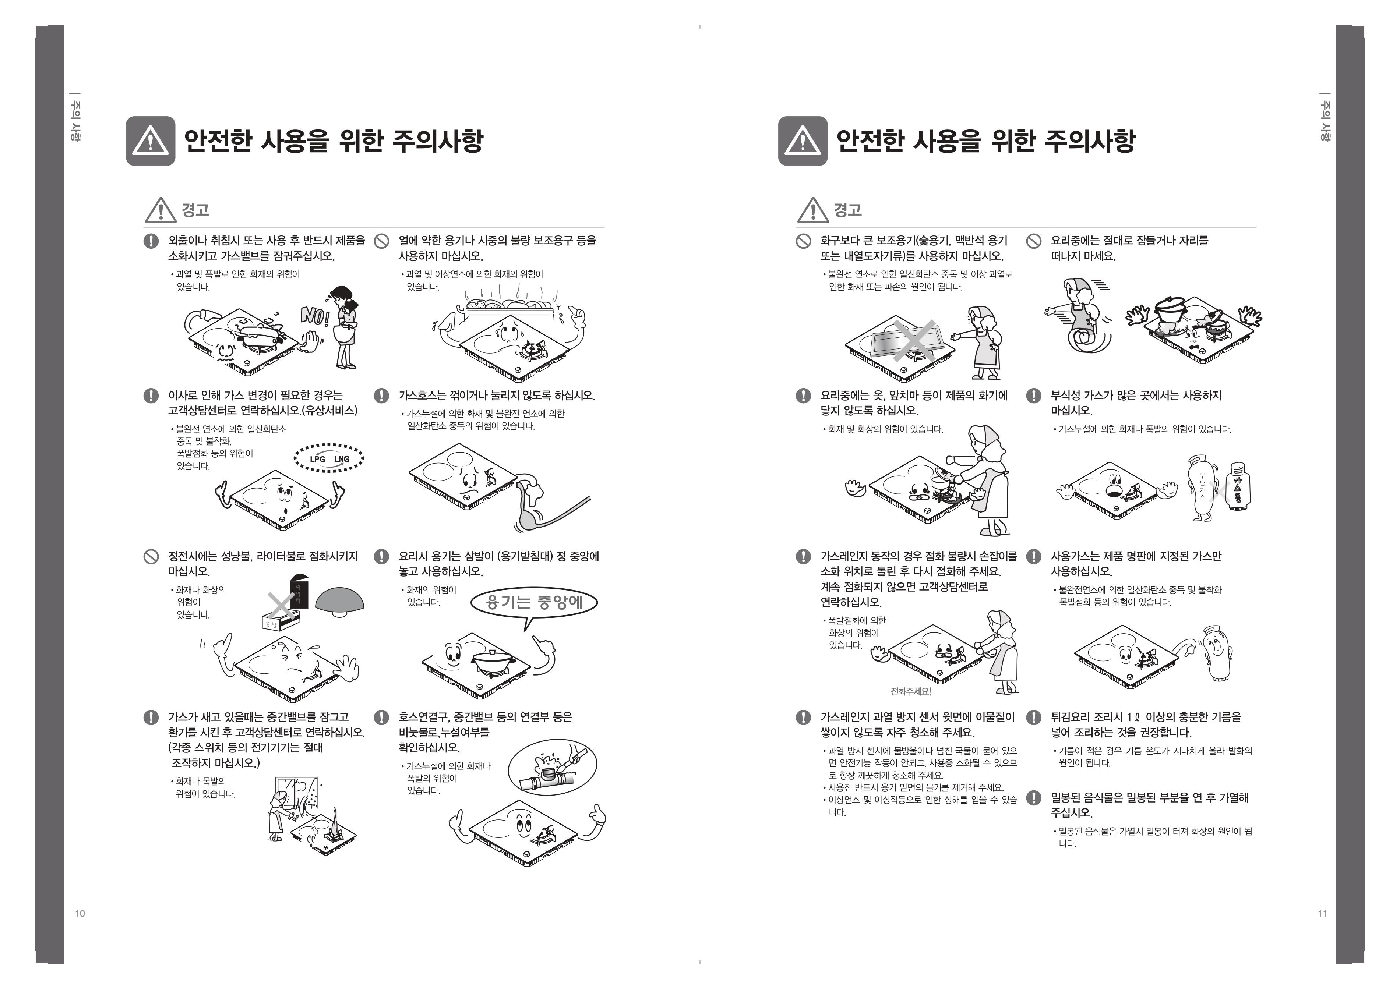 주의 사항
안전한 사용을 위한 주의사항
경고
외출이나 취침시 또는 사용 후 반드시 제품을
소화시키고 가스밸브를 잠궈주십시오.
• 과열 및 폭발로 인한 화재의 위험이
있습니다.
NO!
열에 약한 용기나 시중의 불량 보조용구 등을
사용하지 마십시오.
• 과열 및 이상연소에 의한 화재의 위험이
있습니다.
이사로 인해 가스 변경이 필요한 경우는
고객상담센터로 연락하십시오.(유상서비스)
• 불완전 연소에 의한 일산화탄소
중독 및 불착화,
폭발점화 등의 위험이
있습니다.
LPG LNG
가스호스는 꺾이거나 눌리지 않도록 하십시오.
• 가스누설에 의한 화재 및 불완전 연소에 의한
일산화탄소 중독의 위험이 있습니다.
정전시에는 성냥불, 라이터불로 점화시키지
마십시오.
• 화재나 화상의
위험이
있습니다.
요리시 용기는 삼발이 (용기받침대) 정 중앙에
놓고 사용하십시오.
• 화재의 위험이
있습니다.
용기는 중앙에
가스가 새고 있을때는 중간밸브를 잠그고
환기를 시킨 후 고객상담센터로 연락하십시오.
(각종 스위치 등의 전기기기는 절대
조작하지 마십시오.)
• 화재나 폭발의
위험이 있습니다.
호스연결구, 중간밸브 등의 연결부 등은
비눗물로 누설여부를
확인하십시오.
• 가스누설에 의한 화재나
폭발의 위험이
있습니다.
10
주의 사항
안전한 사용을 위한 주의사항
경고
화구보다 큰 보조용기(숯용기, 맥반석 용기
또는 내열도자기류)를 사용하지 마십시오.
• 불완전 연소로 인한 일산화탄소 중독 및 이상 과열로
인한 화재 또는 파손의 원인이 됩니다.
요리중에는 절대로 잠들거나 자리를
떠나지 마세요.
요리중에는 옷, 앞치마 등이 제품의 화기에
닿지 않도록 하십시오.
• 화재 및 화상의 위험이 있습니다.
부식성 가스가 많은 곳에서는 사용하지
마십시오.
• 가스누설에 의한 화재나 폭발의 위험이 있습니다.
가스레인지 동작의 경우 점화 불량시 손잡이를
소화 위치로 돌린 후 다시 점화해 주세요.
계속 점화되지 않으면 고객상담센터로
연락하십시오.
• 폭발점화에 의한
화상의 위험이
있습니다.
전화주세요!
사용가스는 제품 명판에 지정된 가스만
사용하십시오.
• 불완전연소에 의한 일산화탄소 중독 및 불착화
폭발점화 등의 위험이 있습니다.
가스레인지 과열 방지 센서 윗면에 이물질이
쌓이지 않도록 자주 청소해 주세요.
• 과열 방지 센서에 물방울이나 넘친 국물이 묻어 있으
면 안전기능 작동이 안되고, 사용중 소화될 수 있으므
로 항상 깨끗하게 청소해 주세요.
• 사용전 반드시 용기 밑면의 물기를 제거해 주세요.
• 이상연소 및 이상작동으로 인한 상해를 입을 수 있습
니다.
튀김요리 조리시 1ℓ 이상의 충분한 기름을
넣어 조리하는 것을 권장합니다.
• 기름이 적은 경우 기름 온도가 지나치게 올라 발화의
원인이 됩니다.
밀봉된 음식물은 밀봉된 부분을 연 후 가열해
주십시오.
• 밀봉된 음식물은 가열시 밀봉이 터져 화상의 원인이 됩
니다.
11